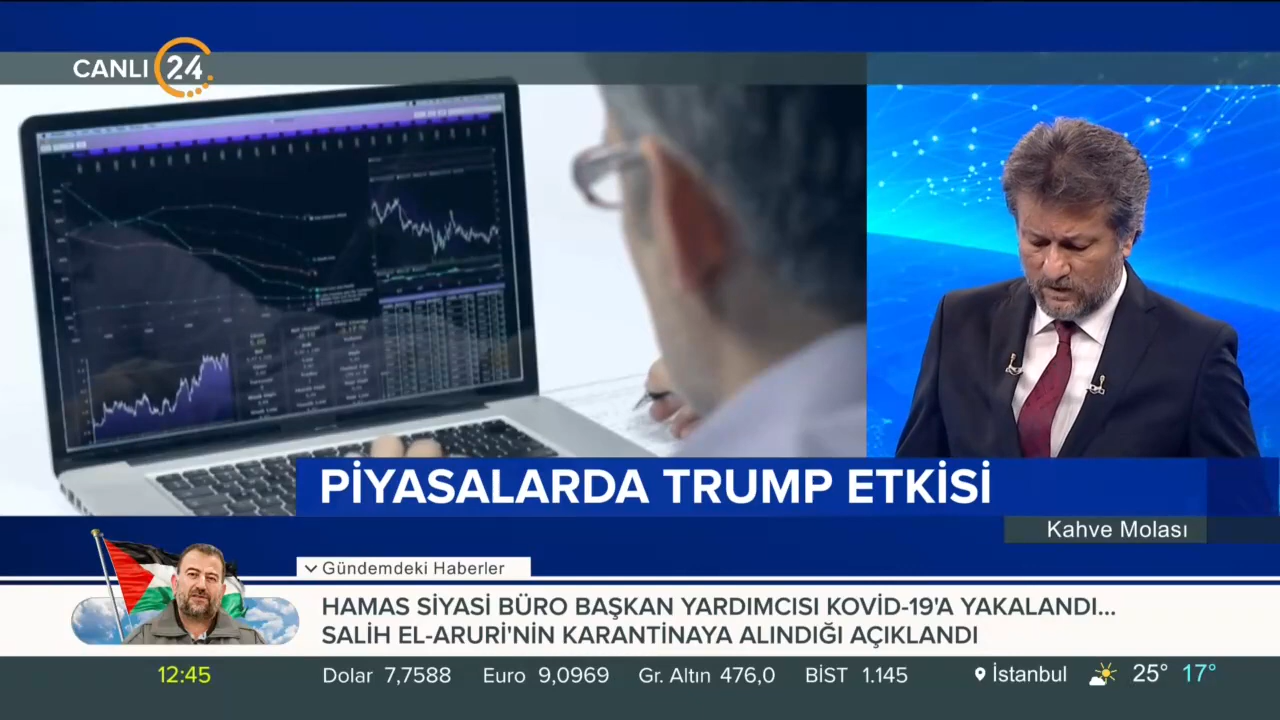 CANLI 24
PİYASALARDA TRUMP ETKİSİ
Kahve Molası
Gündemdeki Haberler
HAMAS SİYASİ BÜRO BAŞKAN YARDIMCISI KOVİD-19'A YAKALANDI...
SALİH EL-ARURİ'NİN KARANTİNAYA ALINDIĞI AÇIKLANDI
12:45 Dolar 7,7588 Euro 9,0969 Gr. Altın 476,0 BİST 1.145 İstanbul 25° 17°